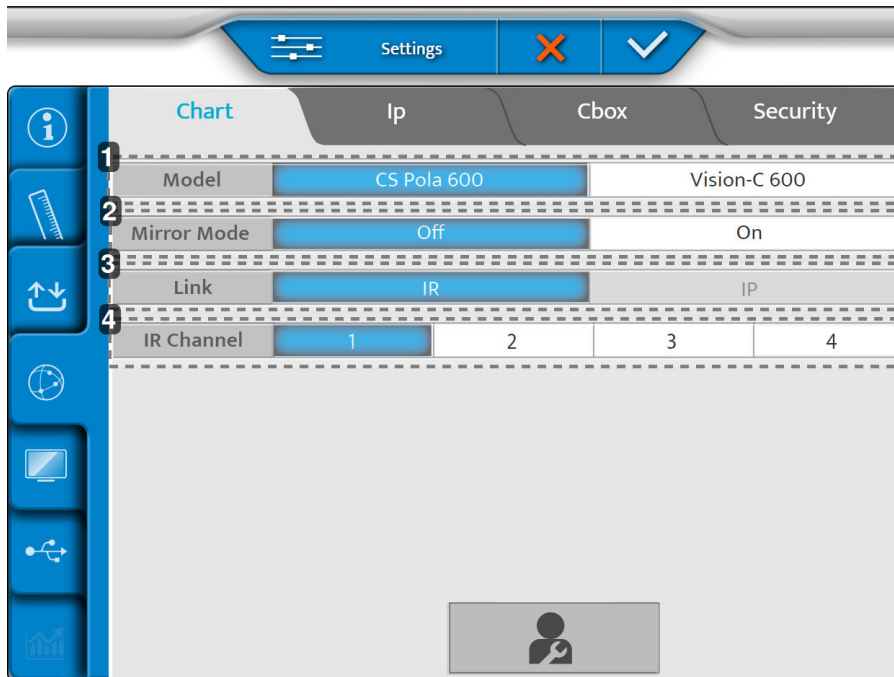 Settings
Chart Ip Cbox Security
1
Model CS Pola 600 Vision-C 600
2
Mirror Mode Off On
3
Link IR IP
4
IR Channel 1 2 3 4